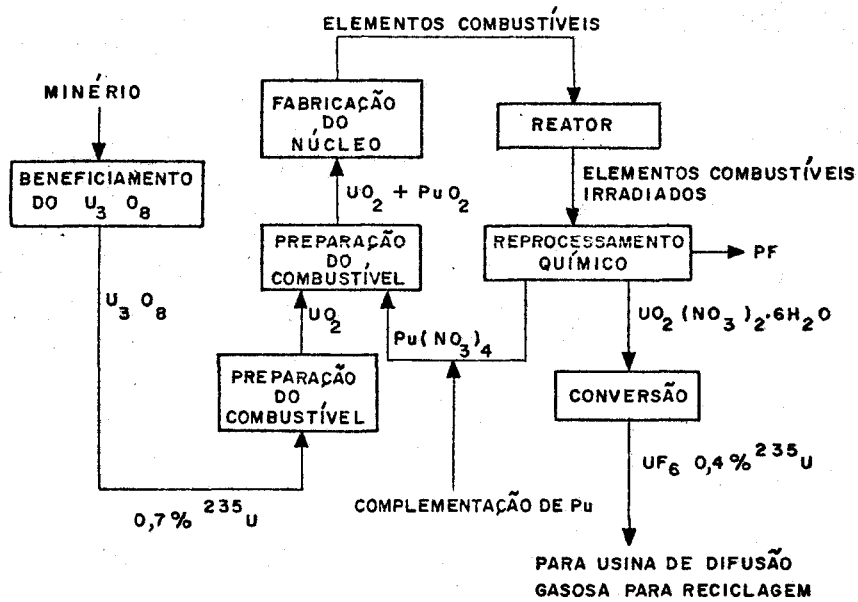 ELEMENTOS COMBUSTÍVEIS
MINÉRIO
FABRICAÇÃO
DO
NÚCLEO
REATOR
BENEFICIAMENTO
DO U₃ O₈
ELEMENTOS COMBUSTÍVEIS
IRRADIADOS
UO₂ + PuO₂
PREPARAÇÃO
DO
COMBUSTÍVEL
REPROCESSAMENTO
QUÍMICO
PF
U₃ O₈
UO₂
Pu(NO₃)₄
UO₂(NO₃)₂·6H₂O
PREPARAÇÃO
DO
COMBUSTÍVEL
CONVERSÃO
UF₆ 0,4% ²³⁵U
0,7% ²³⁵U
COMPLEMENTAÇÃO DE Pu
PARA USINA DE DIFUSÃO
GASOSA PARA RECICLAGEM